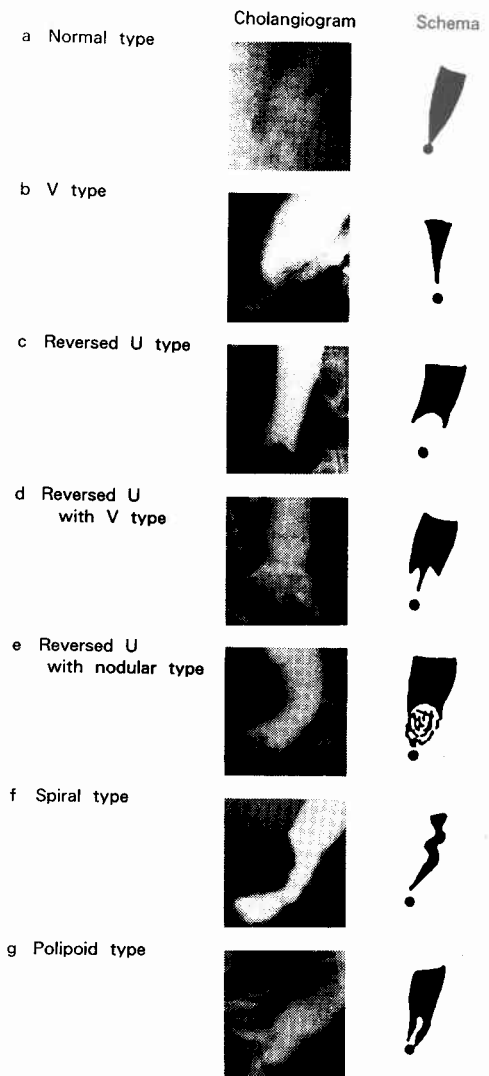 Cholangiogram Schema
a Normal type
b V type
c Reversed U type
d Reversed U
with V type
e Reversed U
with nodular type
f Spiral type
g Polipoid type